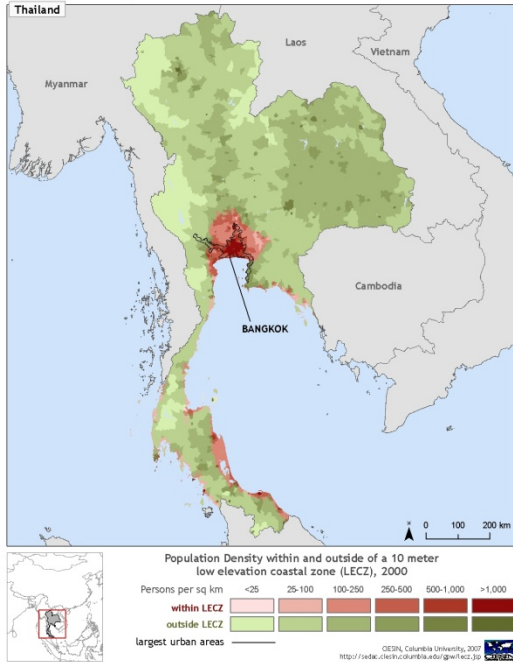 Thailand
Laos
Vietnam
Myanmar
BANGKOK
Cambodia
0 100 200 km
Population Density within and outside of a 10 meter
low elevation coastal zone (LECZ), 2000
Persons per sq km <25 25-100 100-250 250-500 500-1,000 >1,000
within LECZ
outside LECZ
largest urban areas
CIESIN, Columbia University, 2007
http://sedac.ciesin.columbia.edu/gpw/lecz.jsp
CIESIN